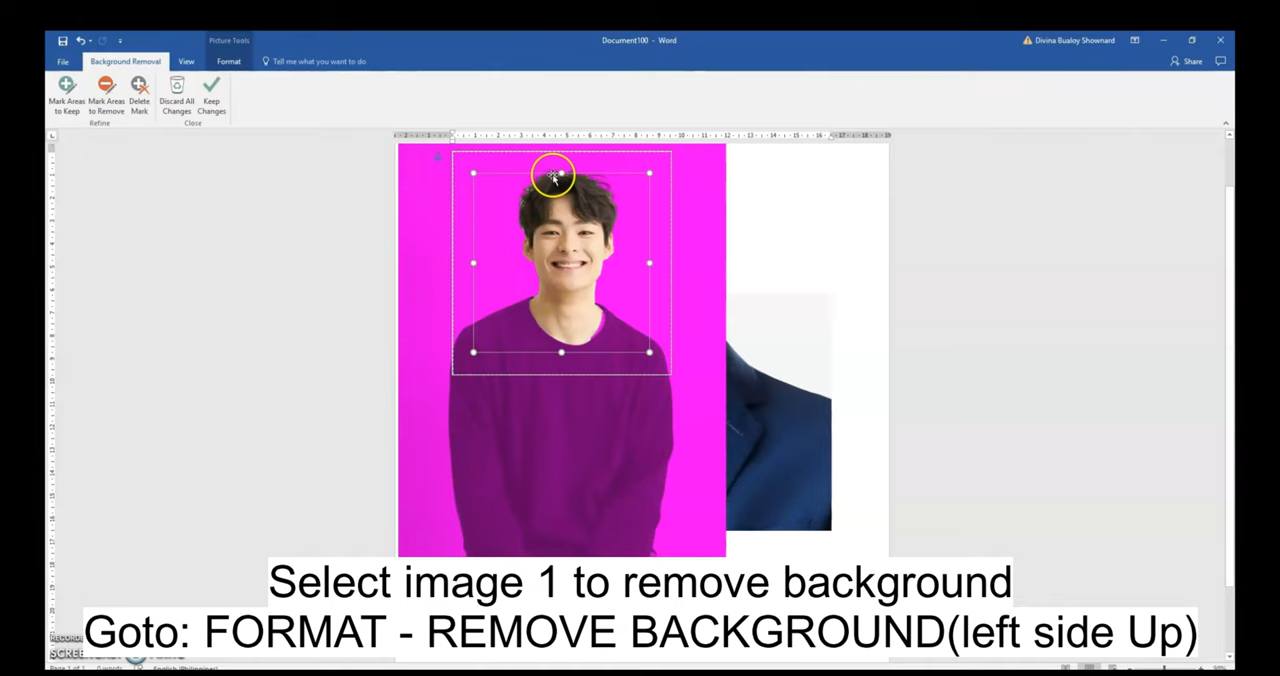 Picture Tools
Document100 - Word
Divina Bualoy Shownard
File
Background Removal
View
Format
Tell me what you want to do
Share
Mark Areas to Keep
Mark Areas to Remove
Delete Mark
Discard All Changes
Keep Changes
Refine
Close
Select image 1 to remove background
Goto: FORMAT - REMOVE BACKGROUND(left side Up)